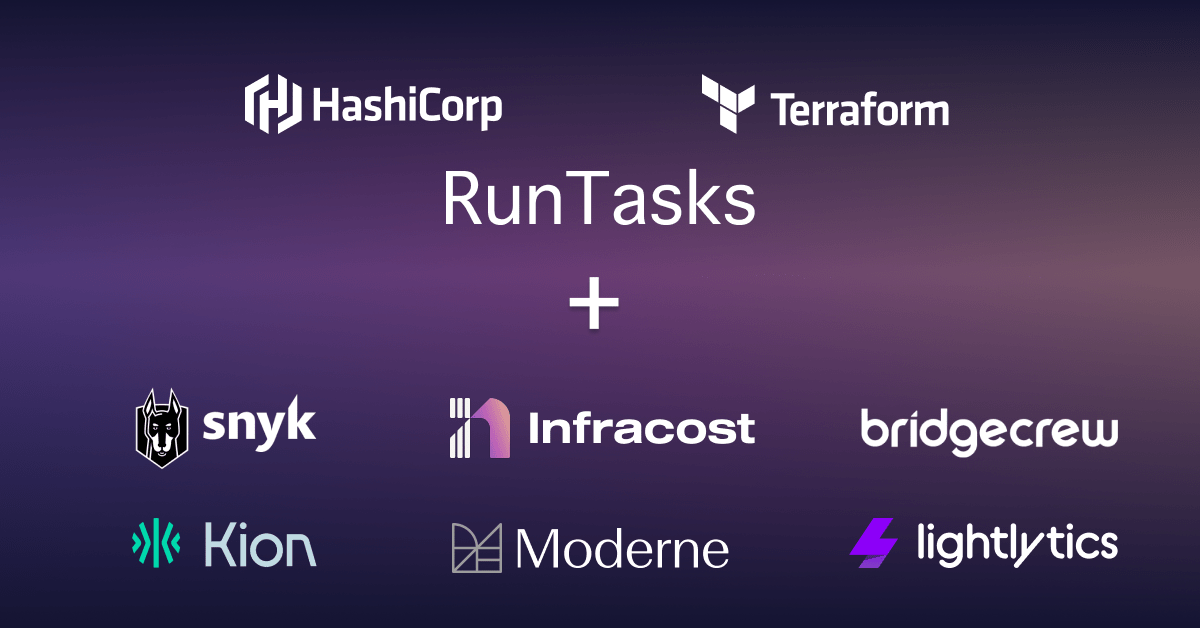 HashiCorp Terraform
RunTasks
+
snyk Infracost bridgecrew
Kion Moderne lightlytics